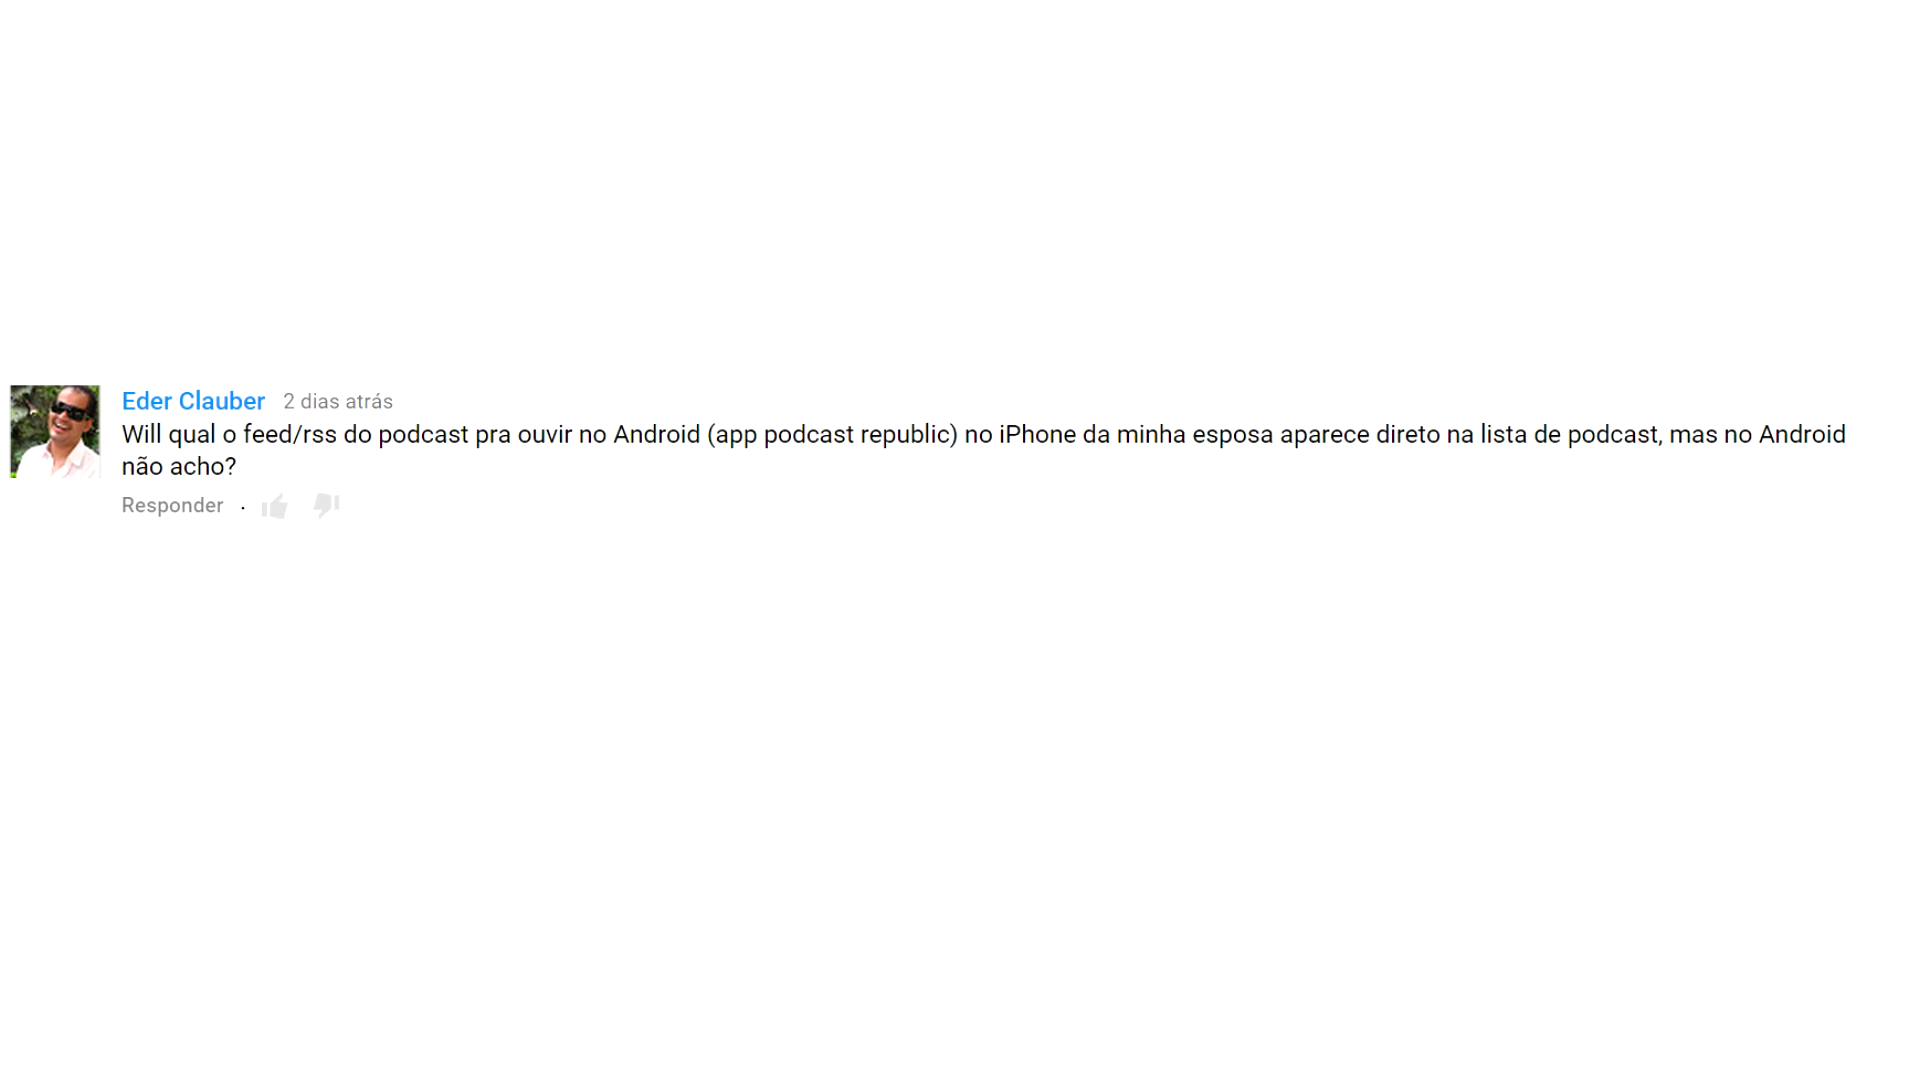 Eder Clauber 2 dias atrás
Will qual o feed/rss do podcast pra ouvir no Android (app podcast republic) no iPhone da minha esposa aparece direto na lista de podcast, mas no Android
não acho?
Responder ·